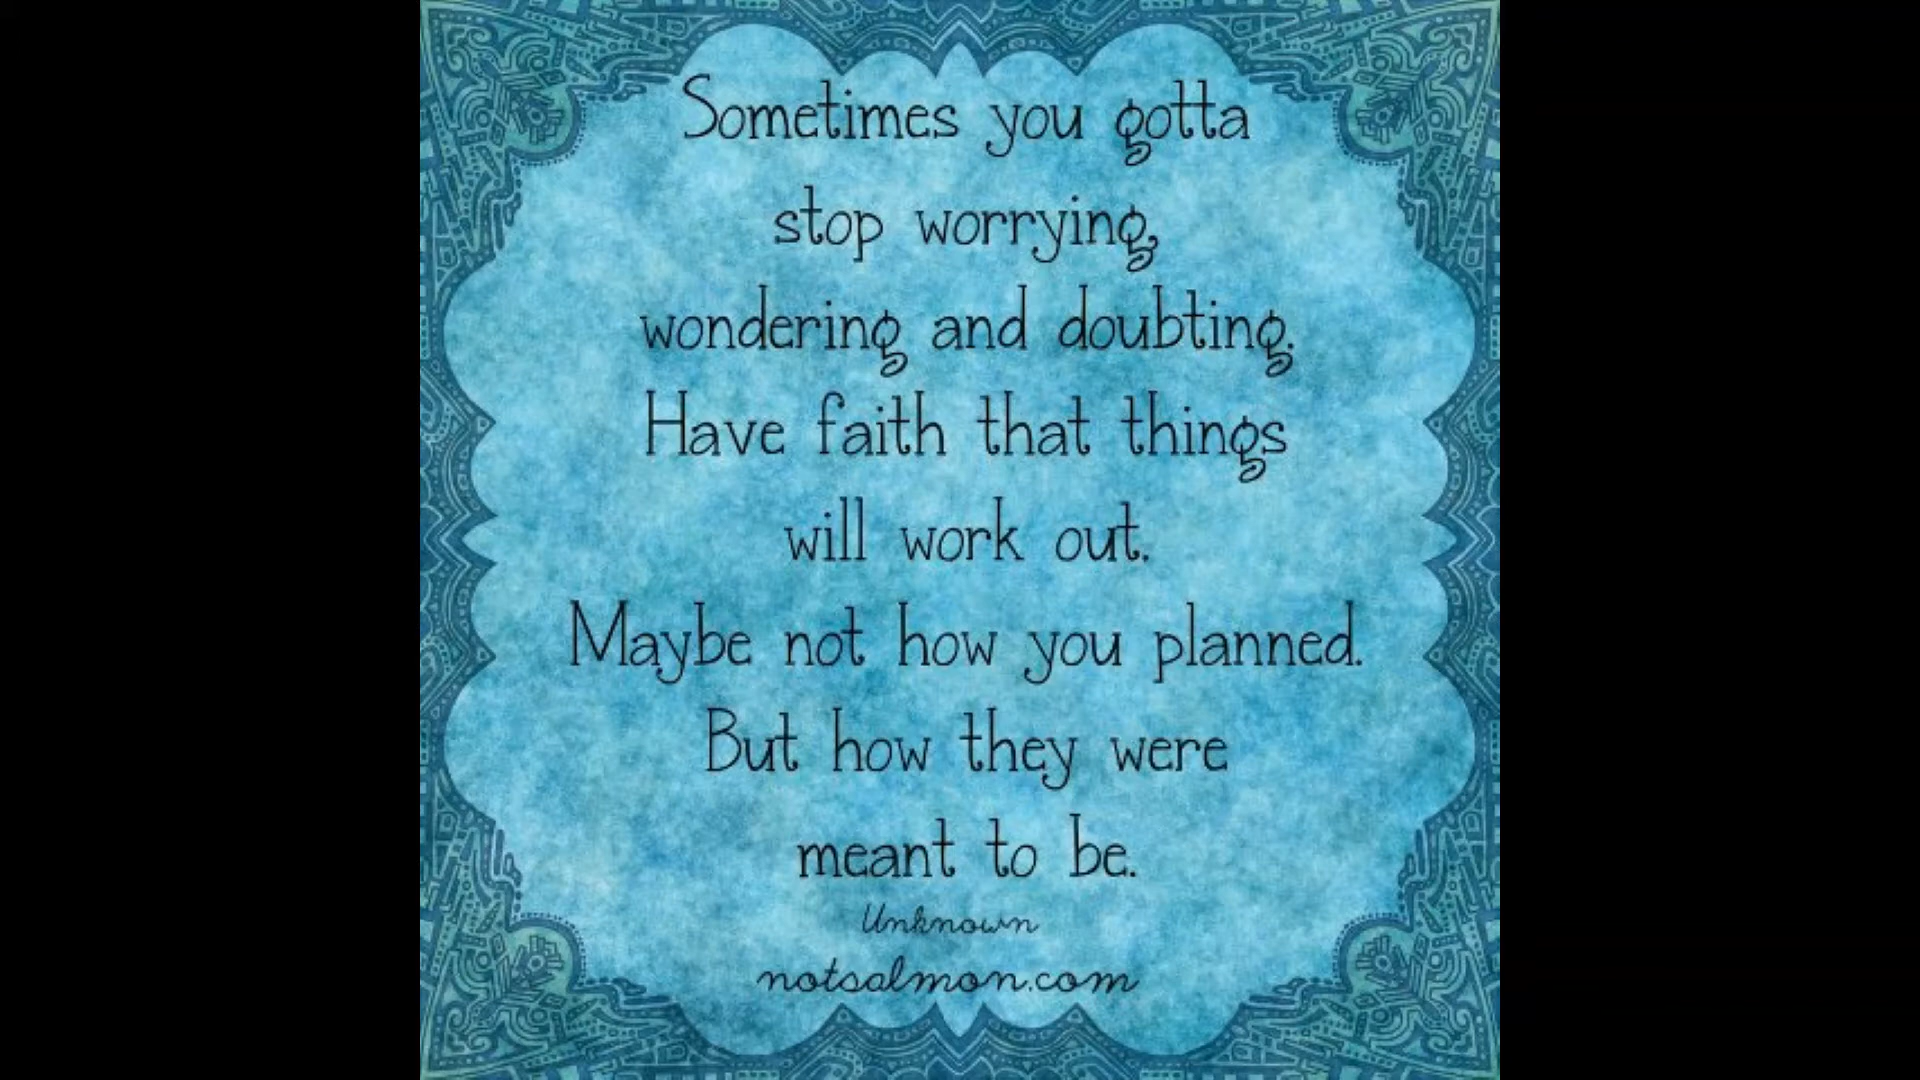 Sometimes you gotta
stop worrying,
wondering and doubting.
Have faith that things
will work out.
Maybe not how you planned.
But how they were
meant to be.
Unknown
notsalmon.com